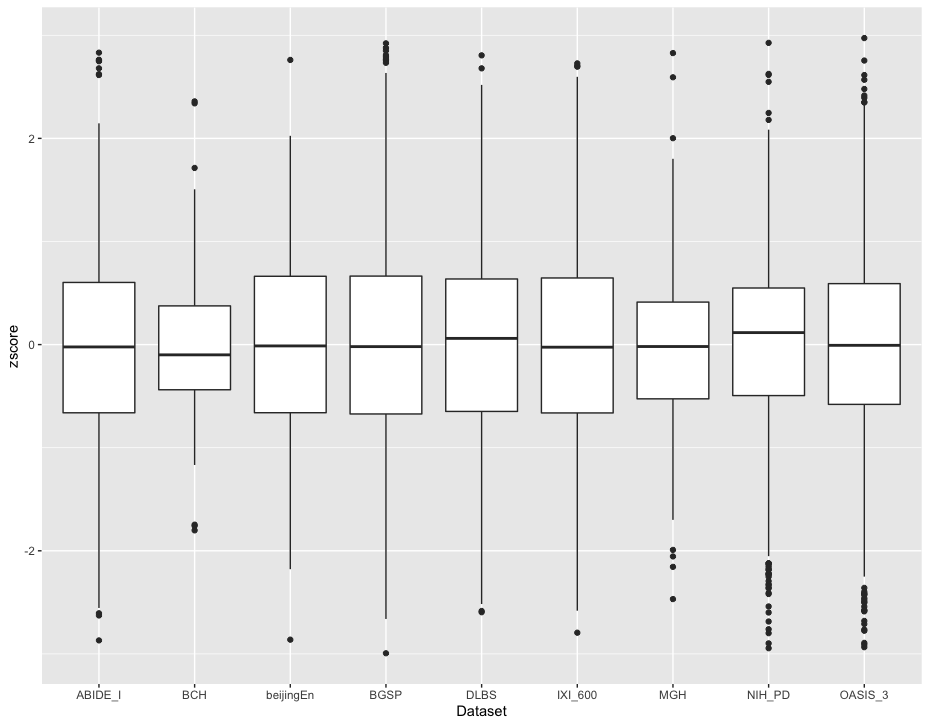 zscore
2
0
-2
ABIDE_I BCH beijingEn BGSP DLBS IXI_600 MGH NIH_PD OASIS_3
Dataset